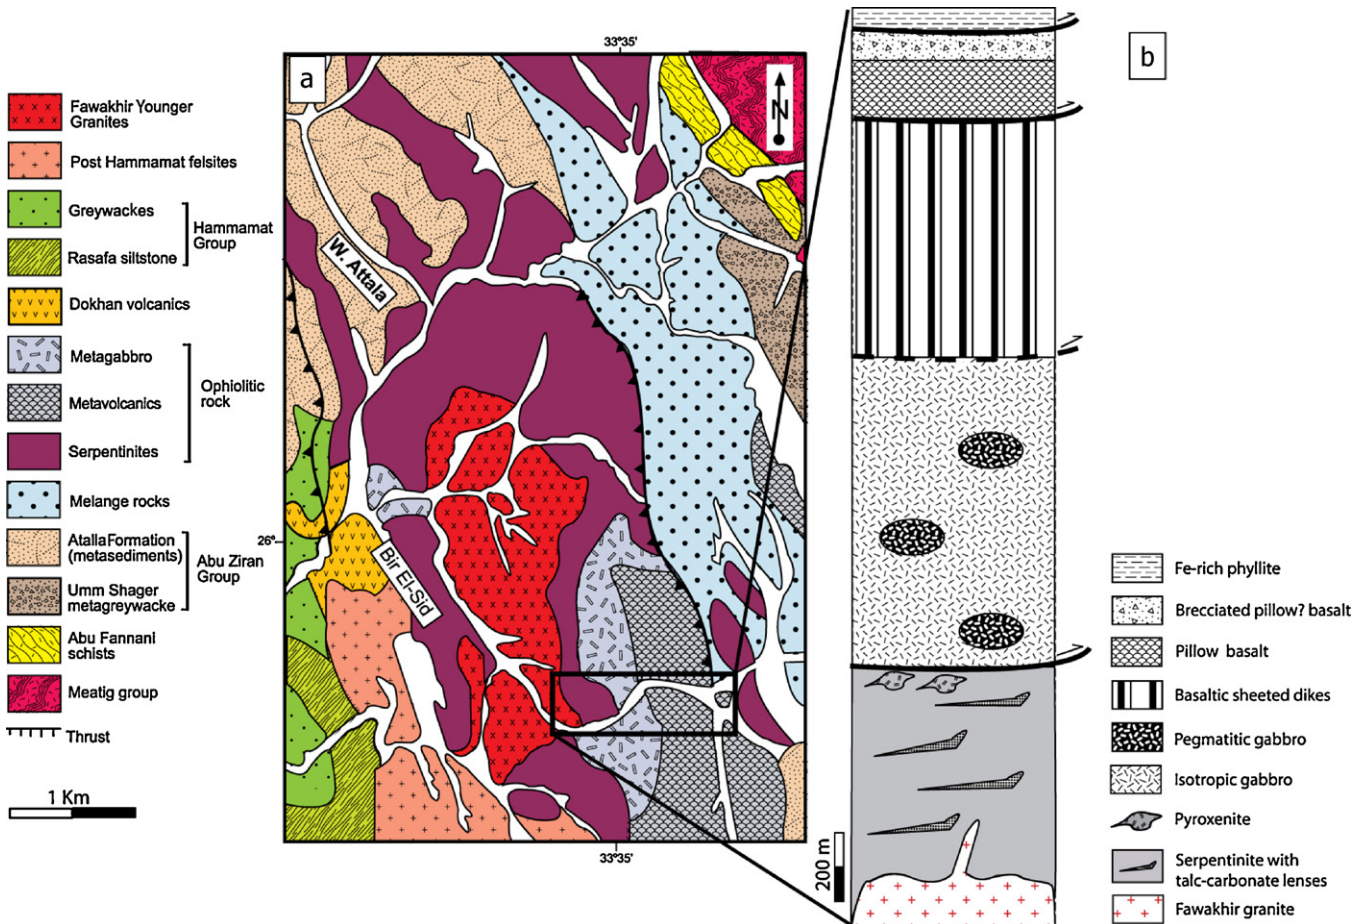 33°35'
a
b
N
Fawakhir Younger
Granites
Post Hammamat felsites
Greywackes
Hammamat
Group
Rasafa siltstone
Dokhan volcanics
Metagabbro
Ophiolitic
rock
Metavolcanics
Serpentinites
Melange rocks
AtallaFormation
(metasediments)
Abu Ziran
Group
Umm Shager
metagreywacke
Abu Fannani
schists
Meatig group
Thrust
1 Km
W. Attala
26°
Bir El-Sid
33°35'
200 m
Fe-rich phyllite
Brecciated pillow? basalt
Pillow basalt
Basaltic sheeted dikes
Pegmatitic gabbro
Isotropic gabbro
Pyroxenite
Serpentinite with
talc-carbonate lenses
Fawakhir granite